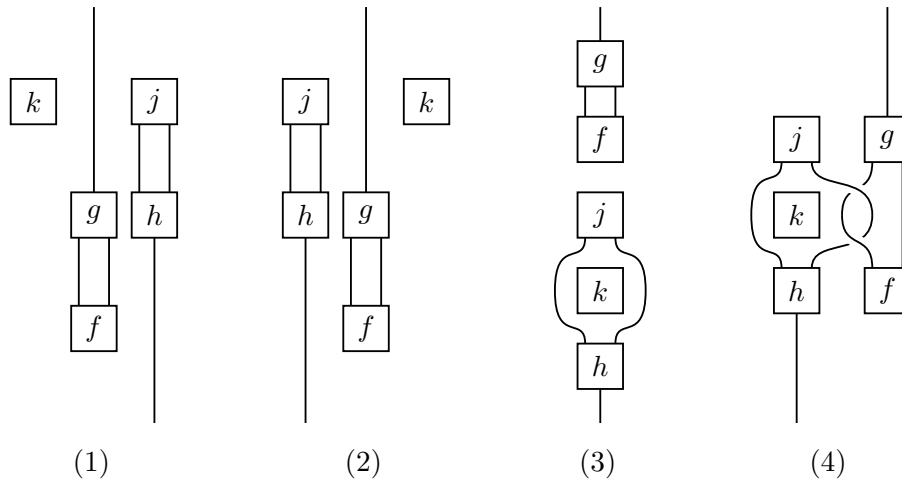 g
k j j k
f
j g
g h h g j k
k
h f
f f
h
(1) (2) (3) (4)